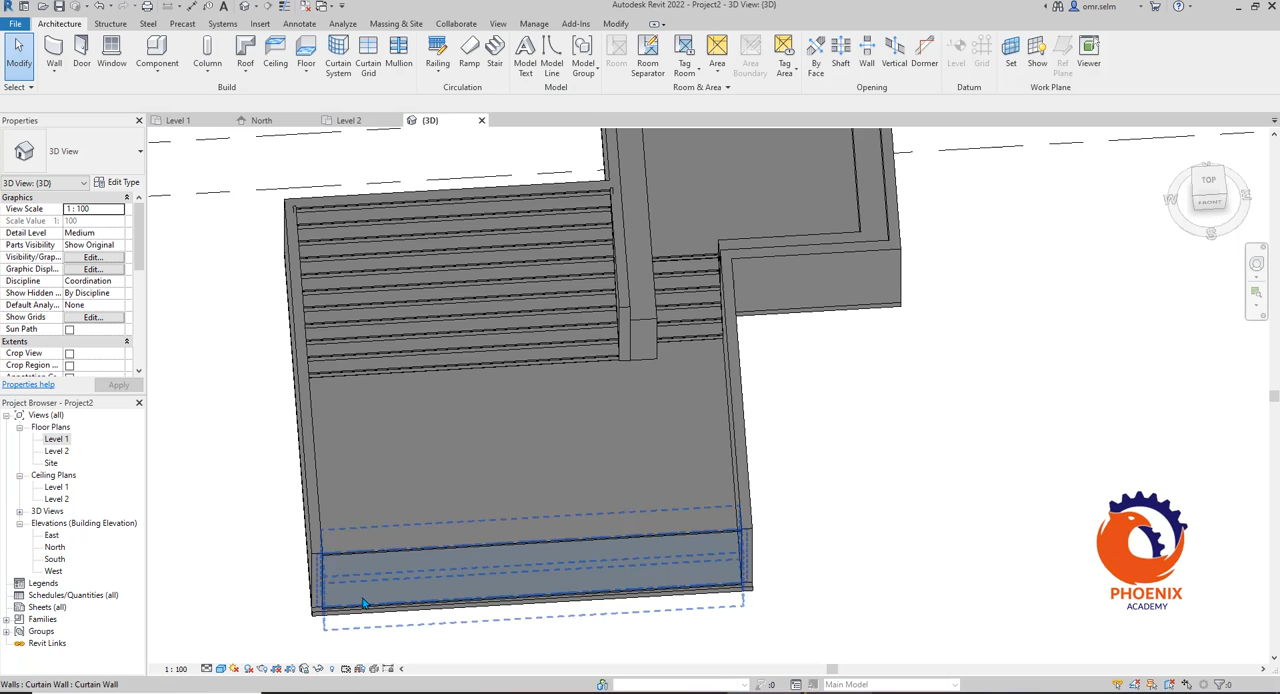 Autodesk Revit 2022 - Project2 - 3D View: {3D}
omr.selm
File Architecture Structure Steel Precast Systems Insert Annotate Analyze Massing & Site Collaborate View Manage Add-Ins Modify
Modify Wall Door Window Component Column Roof Ceiling Floor Curtain System Curtain Grid Mullion Railing Ramp Stair Model Text Model Line Model Group Room Room Separator Tag Room Area Area Boundary Tag Area By Face Shaft Wall Vertical Dormer Level Grid Set Show Ref Plane Viewer
Select Build Circulation Model Room & Area Opening Datum Work Plane
Properties
Level 1 North Level 2 {3D}
3D View
3D View: {3D} Edit Type
Graphics
View Scale 1 : 100
Scale Value 1: 100
Detail Level Medium
Parts Visibility Show Original
Visibility/Grap... Edit...
Graphic Displ... Edit...
Discipline Coordination
Show Hidden ... By Discipline
Default Analy... None
Show Grids Edit...
Sun Path
Extents
Crop View
Crop Region ...
Properties help Apply
Project Browser - Project2
Views (all)
Floor Plans
Level 1
Level 2
Site
Ceiling Plans
Level 1
Level 2
3D Views
Elevations (Building Elevation)
East
North
South
West
Legends
Schedules/Quantities (all)
Sheets (all)
Families
Groups
Revit Links
TOP
FRONT
W E S
PHOENIX
ACADEMY
1 : 100
Walls : Curtain Wall : Curtain Wall
:0 Main Model :0